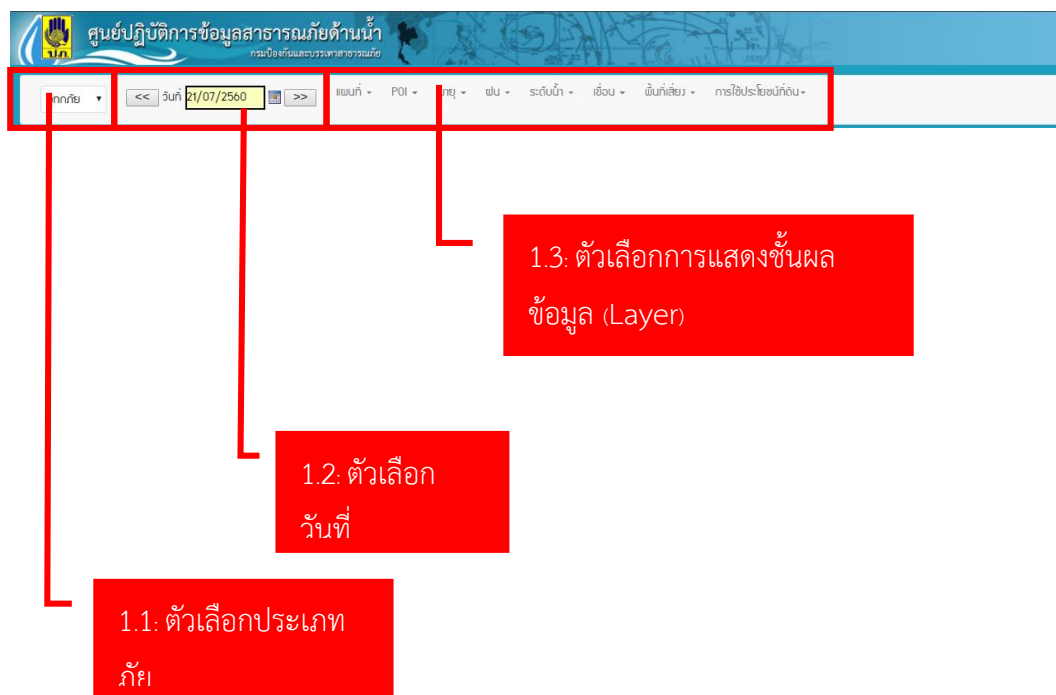 ศูนย์ปฏิบัติการข้อมูลสาธารณภัยด้านน้ำ
กรมป้องกันและบรรเทาสาธารณภัย
ปภ.
<< วันที่ 21/07/2560 >> แผนที่ POI ฝน ระดับน้ำ เขื่อน พื้นที่เสี่ยง การใช้ประโยชน์ที่ดิน
1.3: ตัวเลือกการแสดงชั้นผล
ข้อมูล (Layer)
1.2: ตัวเลือก
วันที่
1.1: ตัวเลือกประเภท
ภัย